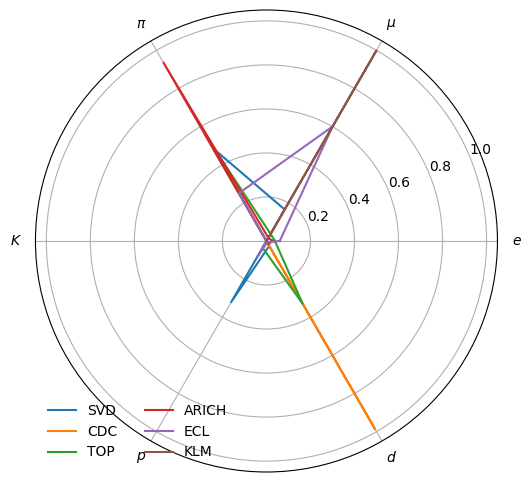 π μ
1.0
0.8
0.6
0.4
0.2
K e
SVD ARICH
CDC ECL
TOP KLM
p d